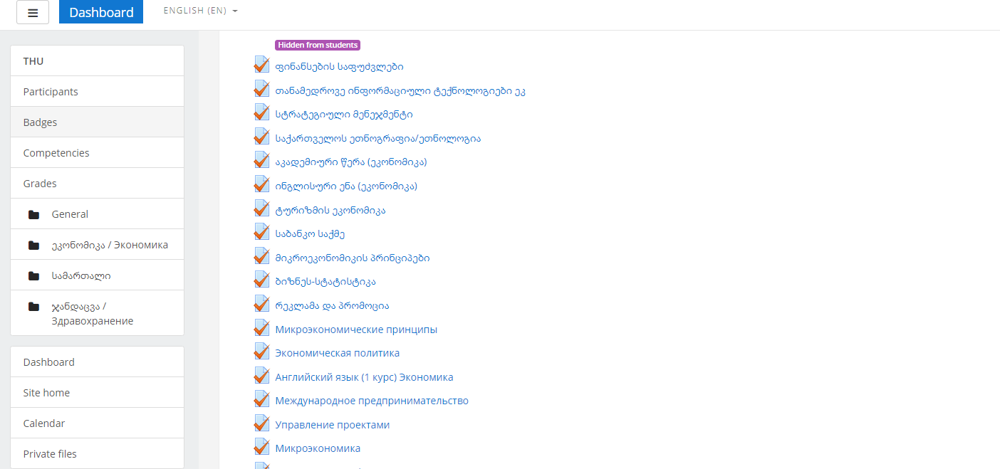 Dashboard
ENGLISH (EN)
THU
Participants
Badges
Competencies
Grades
General
ეკონომიკა / Экономика
სამართალი
ჯანდაცვა /
Здравохранение
Dashboard
Site home
Calendar
Private files
Hidden from students
ფინანსების საფუძვლები
თანამედროვე ინფორმაციული ტექნოლოგიები ეკ
სტრატეგიული მენეჯმენტი
საქართველოს ეთნოგრაფია/ეთნოლოგია
აკადემიური წერა (ეკონომიკა)
ინგლისური ენა (ეკონომიკა)
ტურიზმის ეკონომიკა
საბანკო საქმე
მიკროეკონომიკის პრინციპები
ბიზნეს-სტატისტიკა
რეკლამა და პრომოცია
Микроэкономические принципы
Экономическая политика
Английский язык (1 курс) Экономика
Международное предпринимательство
Управление проектами
Микроэкономика